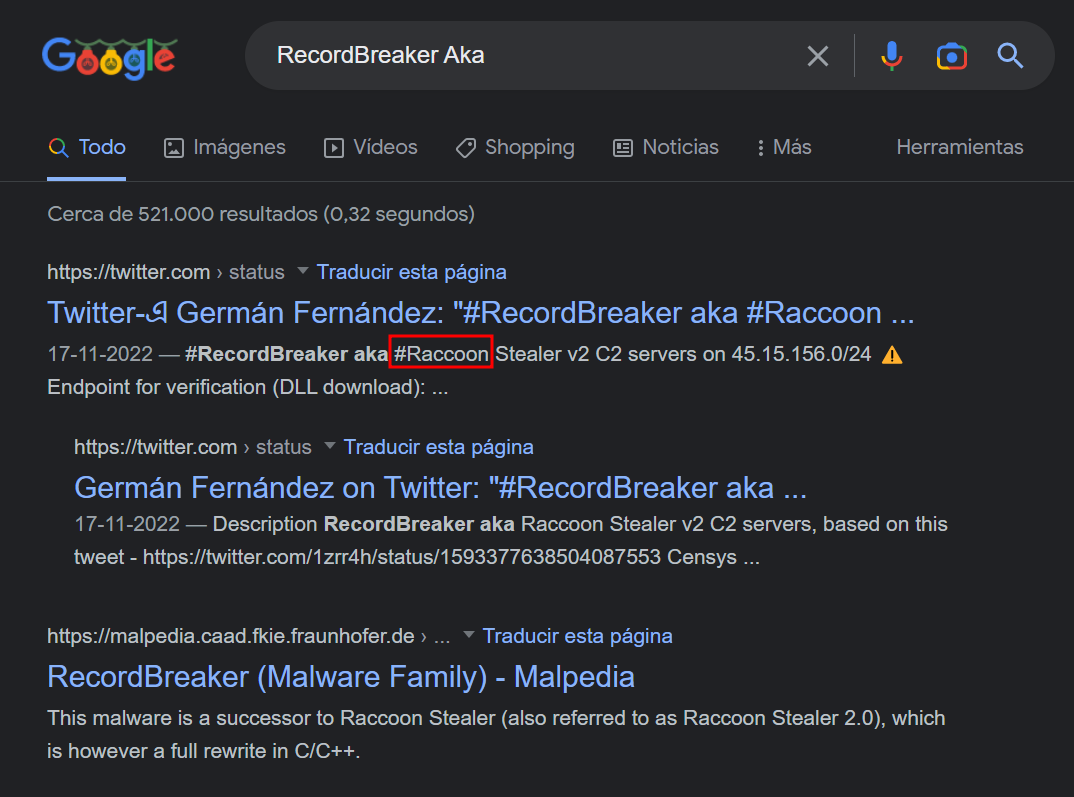 Google
RecordBreaker Aka
Todo Imágenes Vídeos Shopping Noticias Más Herramientas
Cerca de 521.000 resultados (0,32 segundos)
https://twitter.com › status Traducir esta página
Twitter-ঐ Germán Fernández: "#RecordBreaker aka #Raccoon ...
17-11-2022 — #RecordBreaker aka #Raccoon Stealer v2 C2 servers on 45.15.156.0/24 ⚠️
Endpoint for verification (DLL download): ...
https://twitter.com › status Traducir esta página
Germán Fernández on Twitter: "#RecordBreaker aka ...
17-11-2022 — Description RecordBreaker aka Raccoon Stealer v2 C2 servers, based on this
tweet - https://twitter.com/1zrr4h/status/1593377638504087553 Censys ...
https://malpedia.caad.fkie.fraunhofer.de › ... Traducir esta página
RecordBreaker (Malware Family) - Malpedia
This malware is a successor to Raccoon Stealer (also referred to as Raccoon Stealer 2.0), which
is however a full rewrite in C/C++.